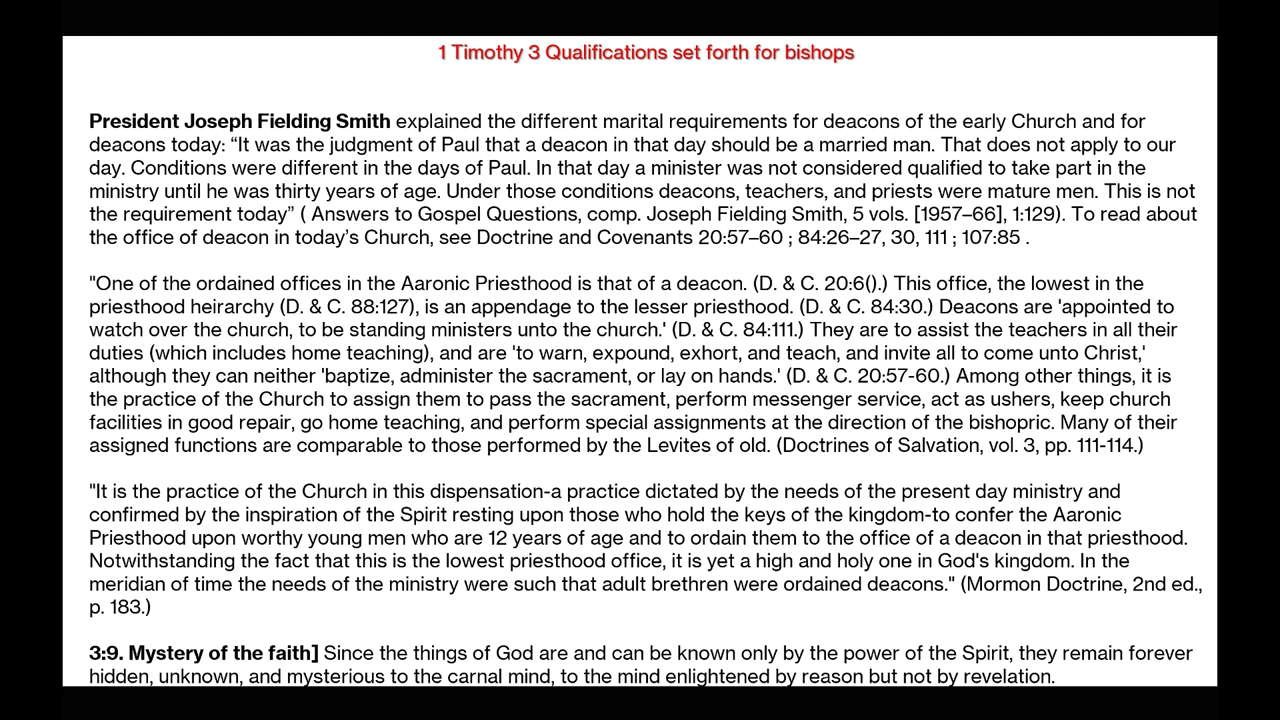 1 Timothy 3 Qualifications set forth for bishops
President Joseph Fielding Smith explained the different marital requirements for deacons of the early Church and for
deacons today: “It was the judgment of Paul that a deacon in that day should be a married man. That does not apply to our
day. Conditions were different in the days of Paul. In that day a minister was not considered qualified to take part in the
ministry until he was thirty years of age. Under those conditions deacons, teachers, and priests were mature men. This is not
the requirement today” ( Answers to Gospel Questions, comp. Joseph Fielding Smith, 5 vols. [1957–66], 1:129). To read about
the office of deacon in today’s Church, see Doctrine and Covenants 20:57–60 ; 84:26–27, 30, 111 ; 107:85 .
"One of the ordained offices in the Aaronic Priesthood is that of a deacon. (D. & C. 20:6().) This office, the lowest in the
priesthood heirarchy (D. & C. 88:127), is an appendage to the lesser priesthood. (D. & C. 84:30.) Deacons are 'appointed to
watch over the church, to be standing ministers unto the church.' (D. & C. 84:111.) They are to assist the teachers in all their
duties (which includes home teaching), and are 'to warn, expound, exhort, and teach, and invite all to come unto Christ,'
although they can neither 'baptize, administer the sacrament, or lay on hands.' (D. & C. 20:57-60.) Among other things, it is
the practice of the Church to assign them to pass the sacrament, perform messenger service, act as ushers, keep church
facilities in good repair, go home teaching, and perform special assignments at the direction of the bishopric. Many of their
assigned functions are comparable to those performed by the Levites of old. (Doctrines of Salvation, vol. 3, pp. 111-114.)
"It is the practice of the Church in this dispensation-a practice dictated by the needs of the present day ministry and
confirmed by the inspiration of the Spirit resting upon those who hold the keys of the kingdom-to confer the Aaronic
Priesthood upon worthy young men who are 12 years of age and to ordain them to the office of a deacon in that priesthood.
Notwithstanding the fact that this is the lowest priesthood office, it is yet a high and holy one in God's kingdom. In the
meridian of time the needs of the ministry were such that adult brethren were ordained deacons." (Mormon Doctrine, 2nd ed.,
p. 183.)
3:9. Mystery of the faith] Since the things of God are and can be known only by the power of the Spirit, they remain forever
hidden, unknown, and mysterious to the carnal mind, to the mind enlightened by reason but not by revelation.